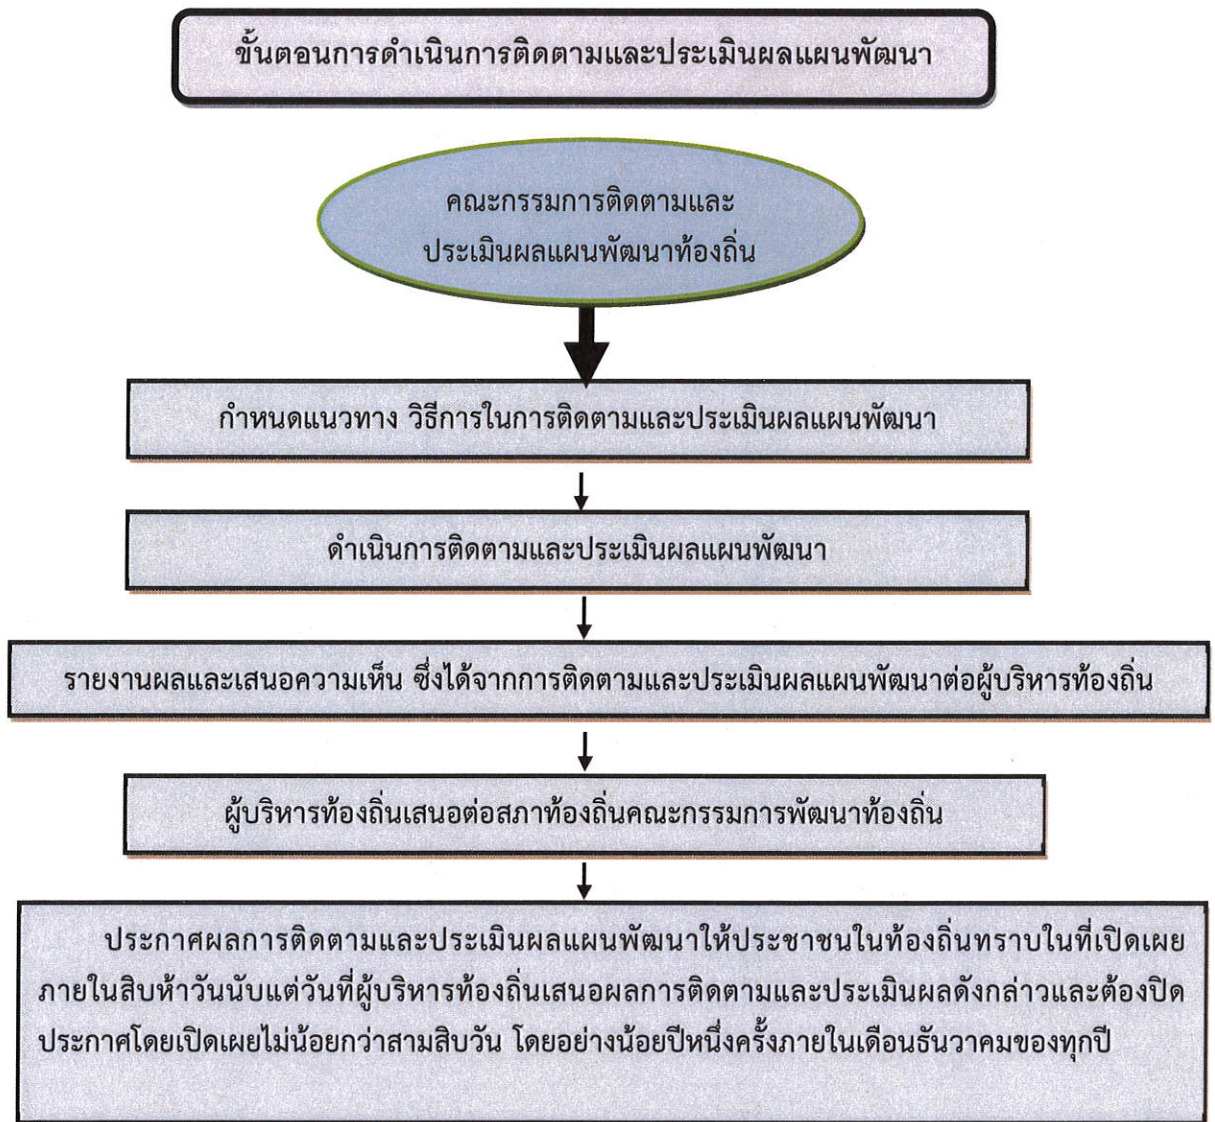 ขั้นตอนการดำเนินการติดตามและประเมินผลแผนพัฒนา
คณะกรรมการติดตามและ
ประเมินผลแผนพัฒนาท้องถิ่น
กำหนดแนวทาง วิธีการในการติดตามและประเมินผลแผนพัฒนา
ดำเนินการติดตามและประเมินผลแผนพัฒนา
รายงานผลและเสนอความเห็น ซึ่งได้จากการติดตามและประเมินผลแผนพัฒนาต่อผู้บริหารท้องถิ่น
ผู้บริหารท้องถิ่นเสนอต่อสภาท้องถิ่นคณะกรรมการพัฒนาท้องถิ่น
ประกาศผลการติดตามและประเมินผลแผนพัฒนาให้ประชาชนในท้องถิ่นทราบในที่เปิดเผย
ภายในสิบห้าวันนับแต่วันที่ผู้บริหารท้องถิ่นเสนอผลการติดตามและประเมินผลดังกล่าวและต้องปิด
ประกาศโดยเปิดเผยไม่น้อยกว่าสามสิบวัน โดยอย่างน้อยปีหนึ่งครั้งภายในเดือนธันวาคมของทุกปี